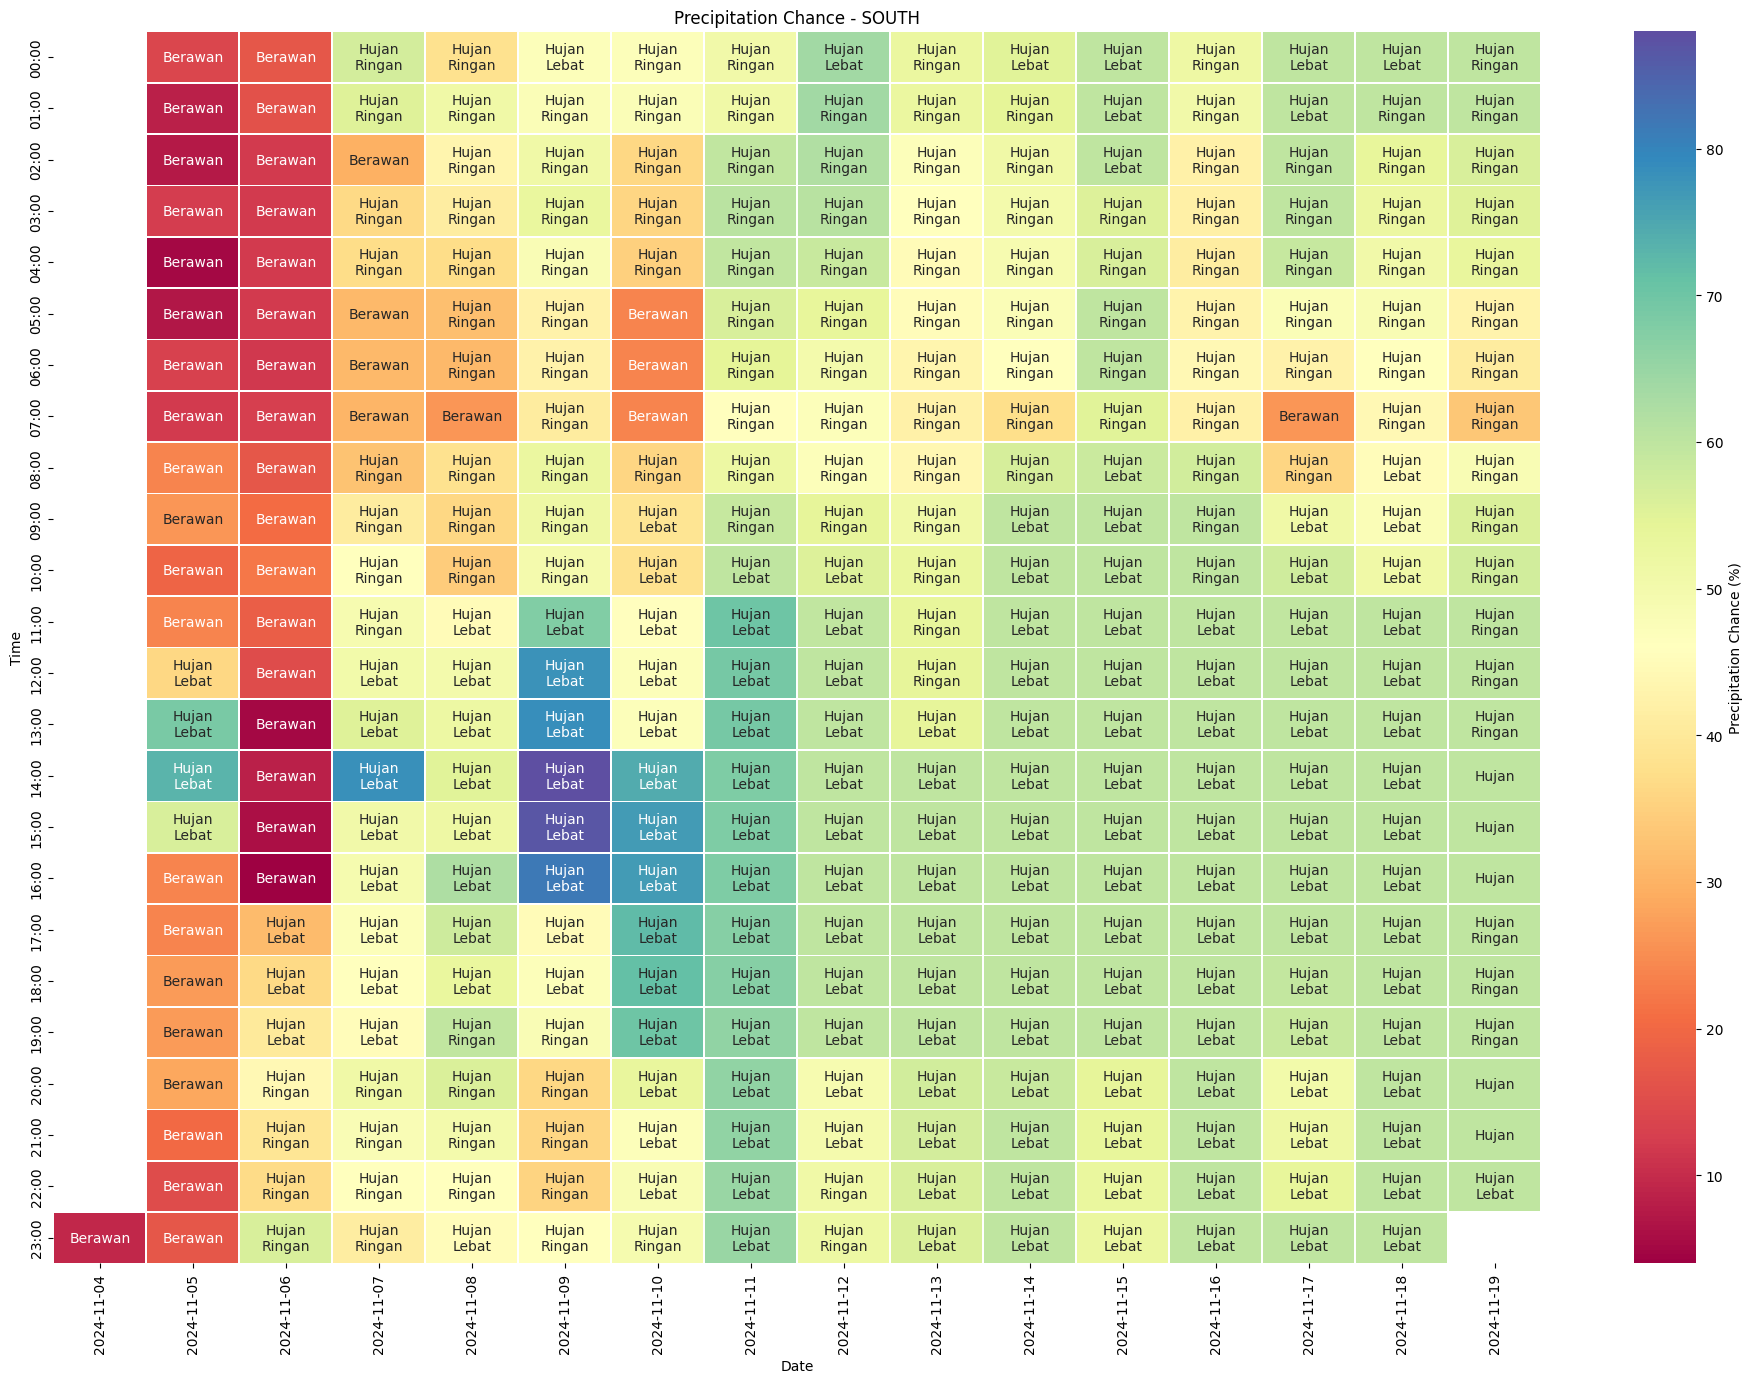 Precipitation Chance - SOUTH
00:00 Berawan Berawan Hujan Ringan Hujan Ringan Hujan Lebat Hujan Ringan Hujan Ringan Hujan Lebat Hujan Ringan Hujan Lebat Hujan Lebat Hujan Ringan Hujan Lebat Hujan Lebat Hujan Ringan
01:00 Berawan Berawan Hujan Ringan Hujan Ringan Hujan Ringan Hujan Ringan Hujan Ringan Hujan Ringan Hujan Ringan Hujan Ringan Hujan Lebat Hujan Ringan Hujan Lebat Hujan Ringan Hujan Ringan
02:00 Berawan Berawan Berawan Hujan Ringan Hujan Ringan Hujan Ringan Hujan Ringan Hujan Ringan Hujan Ringan Hujan Ringan Hujan Lebat Hujan Ringan Hujan Ringan Hujan Ringan Hujan Ringan
03:00 Berawan Berawan Hujan Ringan Hujan Ringan Hujan Ringan Hujan Ringan Hujan Ringan Hujan Ringan Hujan Ringan Hujan Ringan Hujan Ringan Hujan Ringan Hujan Ringan Hujan Ringan Hujan Ringan
04:00 Berawan Berawan Hujan Ringan Hujan Ringan Hujan Ringan Hujan Ringan Hujan Ringan Hujan Ringan Hujan Ringan Hujan Ringan Hujan Ringan Hujan Ringan Hujan Ringan Hujan Ringan Hujan Ringan
05:00 Berawan Berawan Berawan Hujan Ringan Hujan Ringan Berawan Hujan Ringan Hujan Ringan Hujan Ringan Hujan Ringan Hujan Ringan Hujan Ringan Hujan Ringan Hujan Ringan Hujan Ringan
06:00 Berawan Berawan Berawan Hujan Ringan Hujan Ringan Berawan Hujan Ringan Hujan Ringan Hujan Ringan Hujan Ringan Hujan Ringan Hujan Ringan Hujan Ringan Hujan Ringan Hujan Ringan
07:00 Berawan Berawan Berawan Berawan Hujan Ringan Berawan Hujan Ringan Hujan Ringan Hujan Ringan Hujan Ringan Hujan Ringan Hujan Ringan Berawan Hujan Ringan Hujan Ringan
08:00 Berawan Berawan Hujan Ringan Hujan Ringan Hujan Ringan Hujan Ringan Hujan Ringan Hujan Ringan Hujan Ringan Hujan Ringan Hujan Lebat Hujan Ringan Hujan Ringan Hujan Lebat Hujan Ringan
09:00 Berawan Berawan Hujan Ringan Hujan Ringan Hujan Ringan Hujan Lebat Hujan Ringan Hujan Ringan Hujan Ringan Hujan Lebat Hujan Lebat Hujan Ringan Hujan Lebat Hujan Lebat Hujan Ringan
10:00 Berawan Berawan Hujan Ringan Hujan Ringan Hujan Ringan Hujan Lebat Hujan Lebat Hujan Lebat Hujan Ringan Hujan Lebat Hujan Lebat Hujan Ringan Hujan Lebat Hujan Lebat Hujan Ringan
11:00 Berawan Berawan Hujan Ringan Hujan Lebat Hujan Lebat Hujan Lebat Hujan Lebat Hujan Lebat Hujan Ringan Hujan Lebat Hujan Lebat Hujan Lebat Hujan Lebat Hujan Lebat Hujan Ringan
12:00 Hujan Lebat Berawan Hujan Lebat Hujan Lebat Hujan Lebat Hujan Lebat Hujan Lebat Hujan Lebat Hujan Ringan Hujan Lebat Hujan Lebat Hujan Lebat Hujan Lebat Hujan Lebat Hujan Ringan
13:00 Hujan Lebat Berawan Hujan Lebat Hujan Lebat Hujan Lebat Hujan Lebat Hujan Lebat Hujan Lebat Hujan Lebat Hujan Lebat Hujan Lebat Hujan Lebat Hujan Lebat Hujan Lebat Hujan Ringan
14:00 Hujan Lebat Berawan Hujan Lebat Hujan Lebat Hujan Lebat Hujan Lebat Hujan Lebat Hujan Lebat Hujan Lebat Hujan Lebat Hujan Lebat Hujan Lebat Hujan Lebat Hujan Lebat Hujan
15:00 Hujan Lebat Berawan Hujan Lebat Hujan Lebat Hujan Lebat Hujan Lebat Hujan Lebat Hujan Lebat Hujan Lebat Hujan Lebat Hujan Lebat Hujan Lebat Hujan Lebat Hujan Lebat Hujan
16:00 Berawan Berawan Hujan Lebat Hujan Lebat Hujan Lebat Hujan Lebat Hujan Lebat Hujan Lebat Hujan Lebat Hujan Lebat Hujan Lebat Hujan Lebat Hujan Lebat Hujan Lebat Hujan
17:00 Berawan Hujan Lebat Hujan Lebat Hujan Lebat Hujan Lebat Hujan Lebat Hujan Lebat Hujan Lebat Hujan Lebat Hujan Lebat Hujan Lebat Hujan Lebat Hujan Lebat Hujan Lebat Hujan Ringan
18:00 Berawan Hujan Lebat Hujan Lebat Hujan Lebat Hujan Lebat Hujan Lebat Hujan Lebat Hujan Lebat Hujan Lebat Hujan Lebat Hujan Lebat Hujan Lebat Hujan Lebat Hujan Lebat Hujan Ringan
19:00 Berawan Hujan Lebat Hujan Lebat Hujan Ringan Hujan Ringan Hujan Lebat Hujan Lebat Hujan Lebat Hujan Lebat Hujan Lebat Hujan Lebat Hujan Lebat Hujan Lebat Hujan Lebat Hujan Ringan
20:00 Berawan Hujan Ringan Hujan Ringan Hujan Ringan Hujan Ringan Hujan Lebat Hujan Lebat Hujan Lebat Hujan Lebat Hujan Lebat Hujan Lebat Hujan Lebat Hujan Lebat Hujan Lebat Hujan
21:00 Berawan Hujan Ringan Hujan Ringan Hujan Ringan Hujan Ringan Hujan Lebat Hujan Lebat Hujan Lebat Hujan Lebat Hujan Lebat Hujan Lebat Hujan Lebat Hujan Lebat Hujan Lebat Hujan
22:00 Berawan Hujan Ringan Hujan Ringan Hujan Ringan Hujan Ringan Hujan Lebat Hujan Lebat Hujan Ringan Hujan Lebat Hujan Lebat Hujan Lebat Hujan Lebat Hujan Lebat Hujan Lebat Hujan Lebat
23:00 Berawan Berawan Hujan Ringan Hujan Ringan Hujan Lebat Hujan Ringan Hujan Ringan Hujan Lebat Hujan Ringan Hujan Lebat Hujan Lebat Hujan Lebat Hujan Lebat Hujan Lebat Hujan Lebat
Time
2024-11-04 2024-11-05 2024-11-06 2024-11-07 2024-11-08 2024-11-09 2024-11-10 2024-11-11 2024-11-12 2024-11-13 2024-11-14 2024-11-15 2024-11-16 2024-11-17 2024-11-18 2024-11-19
Date
80
70
60
50
40
30
20
10
Precipitation Chance (%)